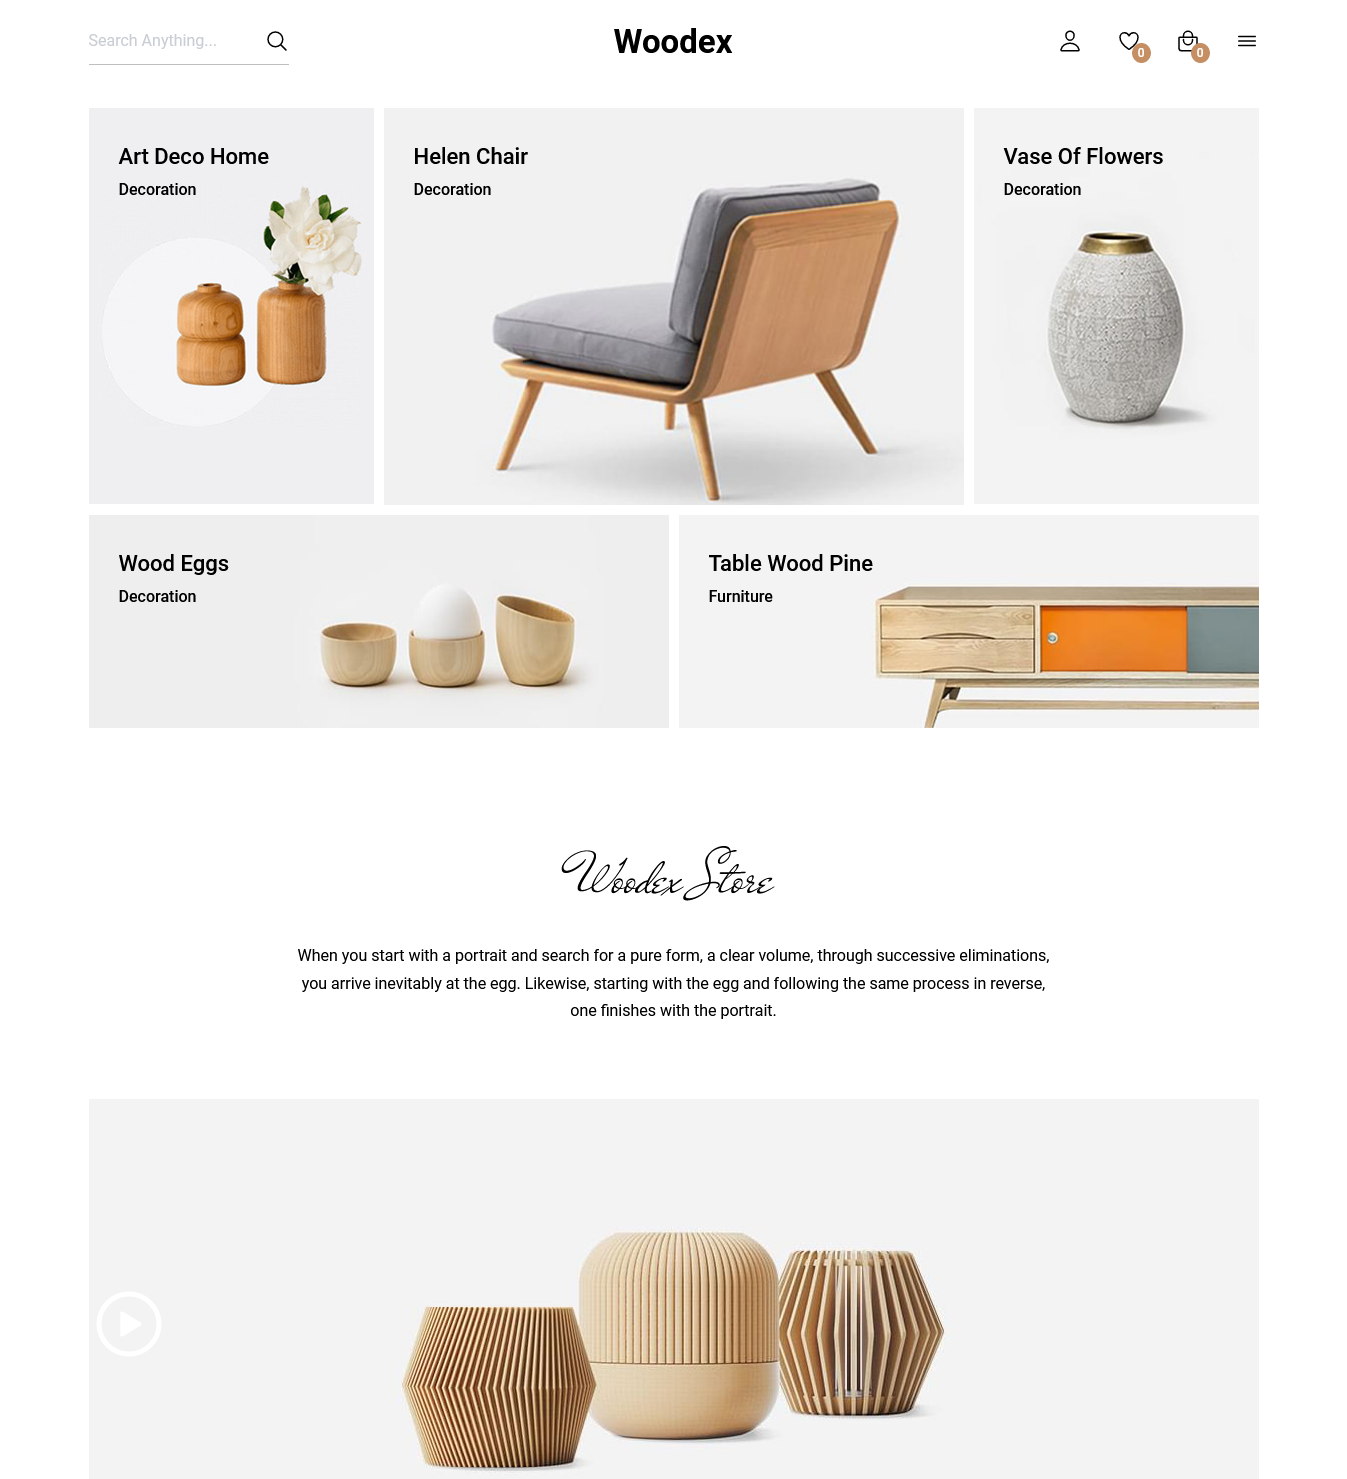 Search Anything...
Woodex
0
0
Art Deco Home
Decoration
Helen Chair
Decoration
Vase Of Flowers
Decoration
Wood Eggs
Decoration
Table Wood Pine
Furniture
Woodex Store
When you start with a portrait and search for a pure form, a clear volume, through successive eliminations,
you arrive inevitably at the egg. Likewise, starting with the egg and following the same process in reverse,
one finishes with the portrait.